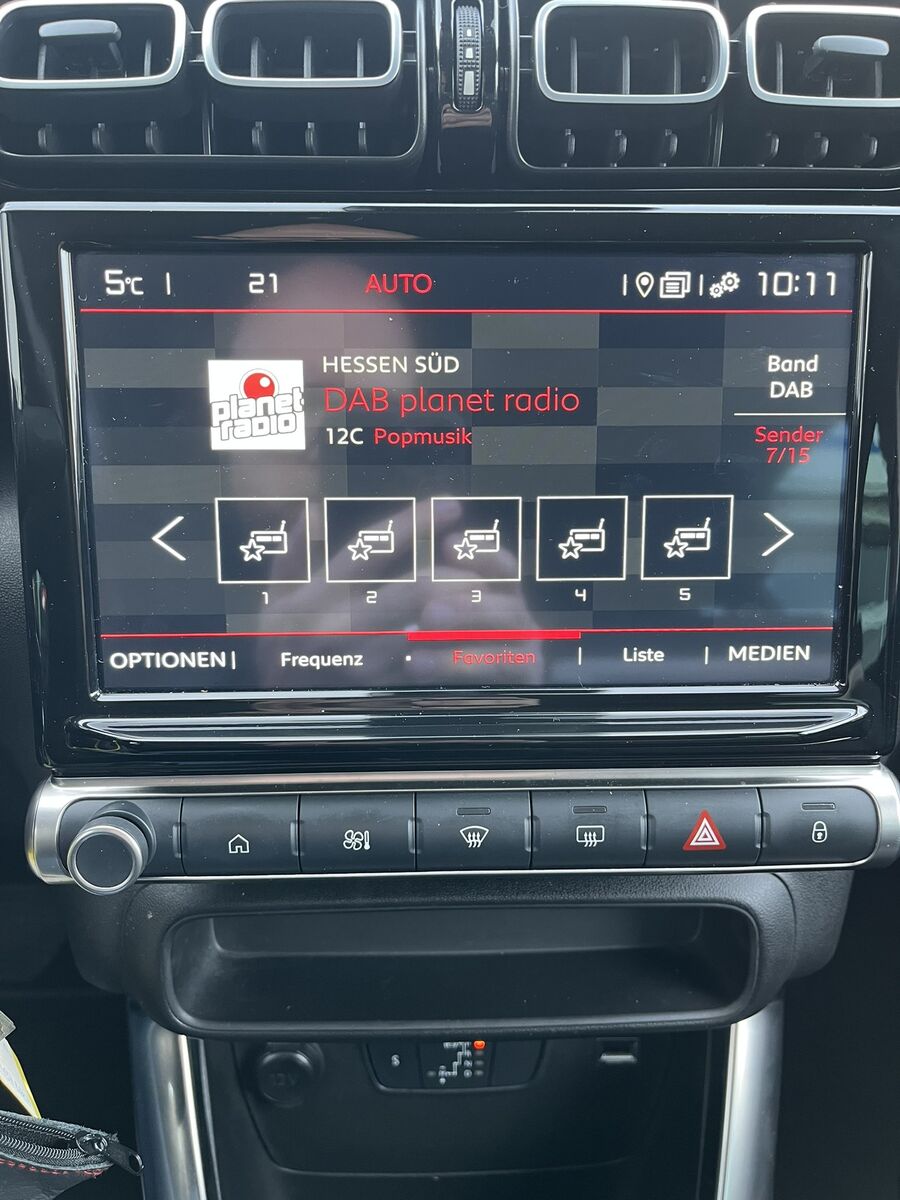 5°C | 21 AUTO | | 10:11
planet
radio
HESSEN SÜD
DAB planet radio
12C Popmusik
Band
DAB
Sender
7/15
1 2 3 4 5
OPTIONEN | Frequenz Favoriten | Liste | MEDIEN
12V
S